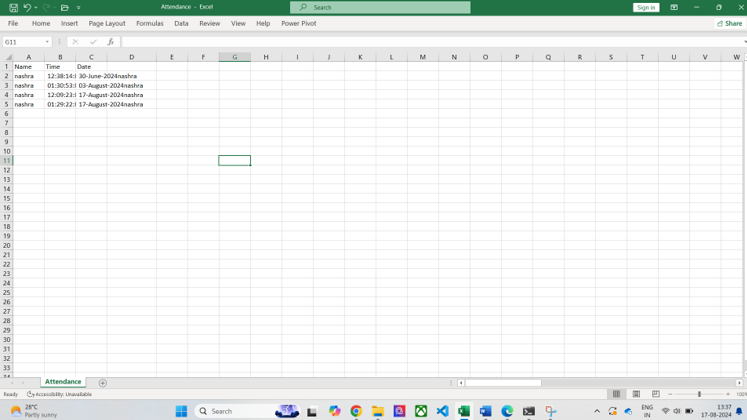 Attendance - Excel
Search
Sign in
File Home Insert Page Layout Formulas Data Review View Help Power Pivot
Share
G11
fx
A B C D E F G H I J K L M N O P Q R S T U V W
1 Name Time Date
2 nashra 12:38:14:I 30-June-2024nashra
3 nashra 01:30:53:I 03-August-2024nashra
4 nashra 12:09:23:I 17-August-2024nashra
5 nashra 01:29:22:I 17-August-2024nashra
6
7
8
9
10
11
12
13
14
15
16
17
18
19
20
21
22
23
24
25
26
27
28
29
30
31
32
33
Attendance
Ready
Accessibility: Unavailable
28°C
Partly sunny
Search
ENG
IN
13:37
17-08-2024